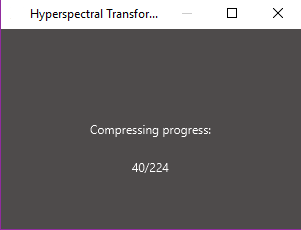 Hyperspectral Transfor...
Compressing progress:
40/224